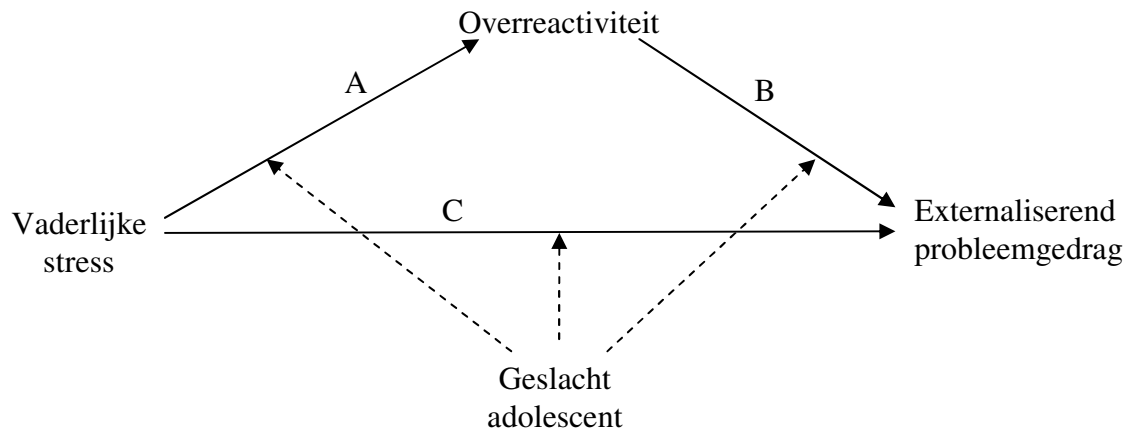 Overreactiviteit
A
B
Vaderlijke
stress
C
Externaliserend
probleemgedrag
Geslacht
adolescent